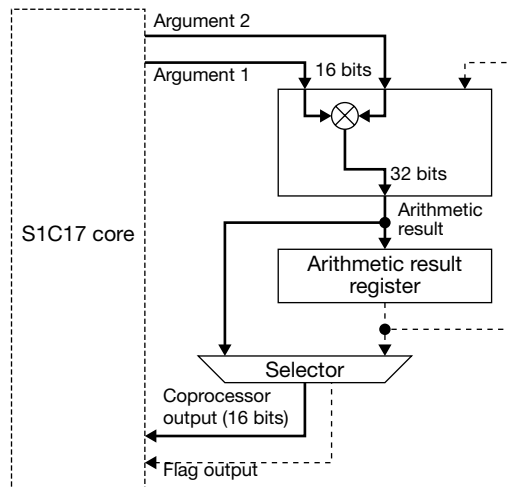 Argument 2
Argument 1
16 bits
32 bits
S1C17 core
Arithmetic
result
Arithmetic result
register
Selector
Coprocessor
output (16 bits)
Flag output